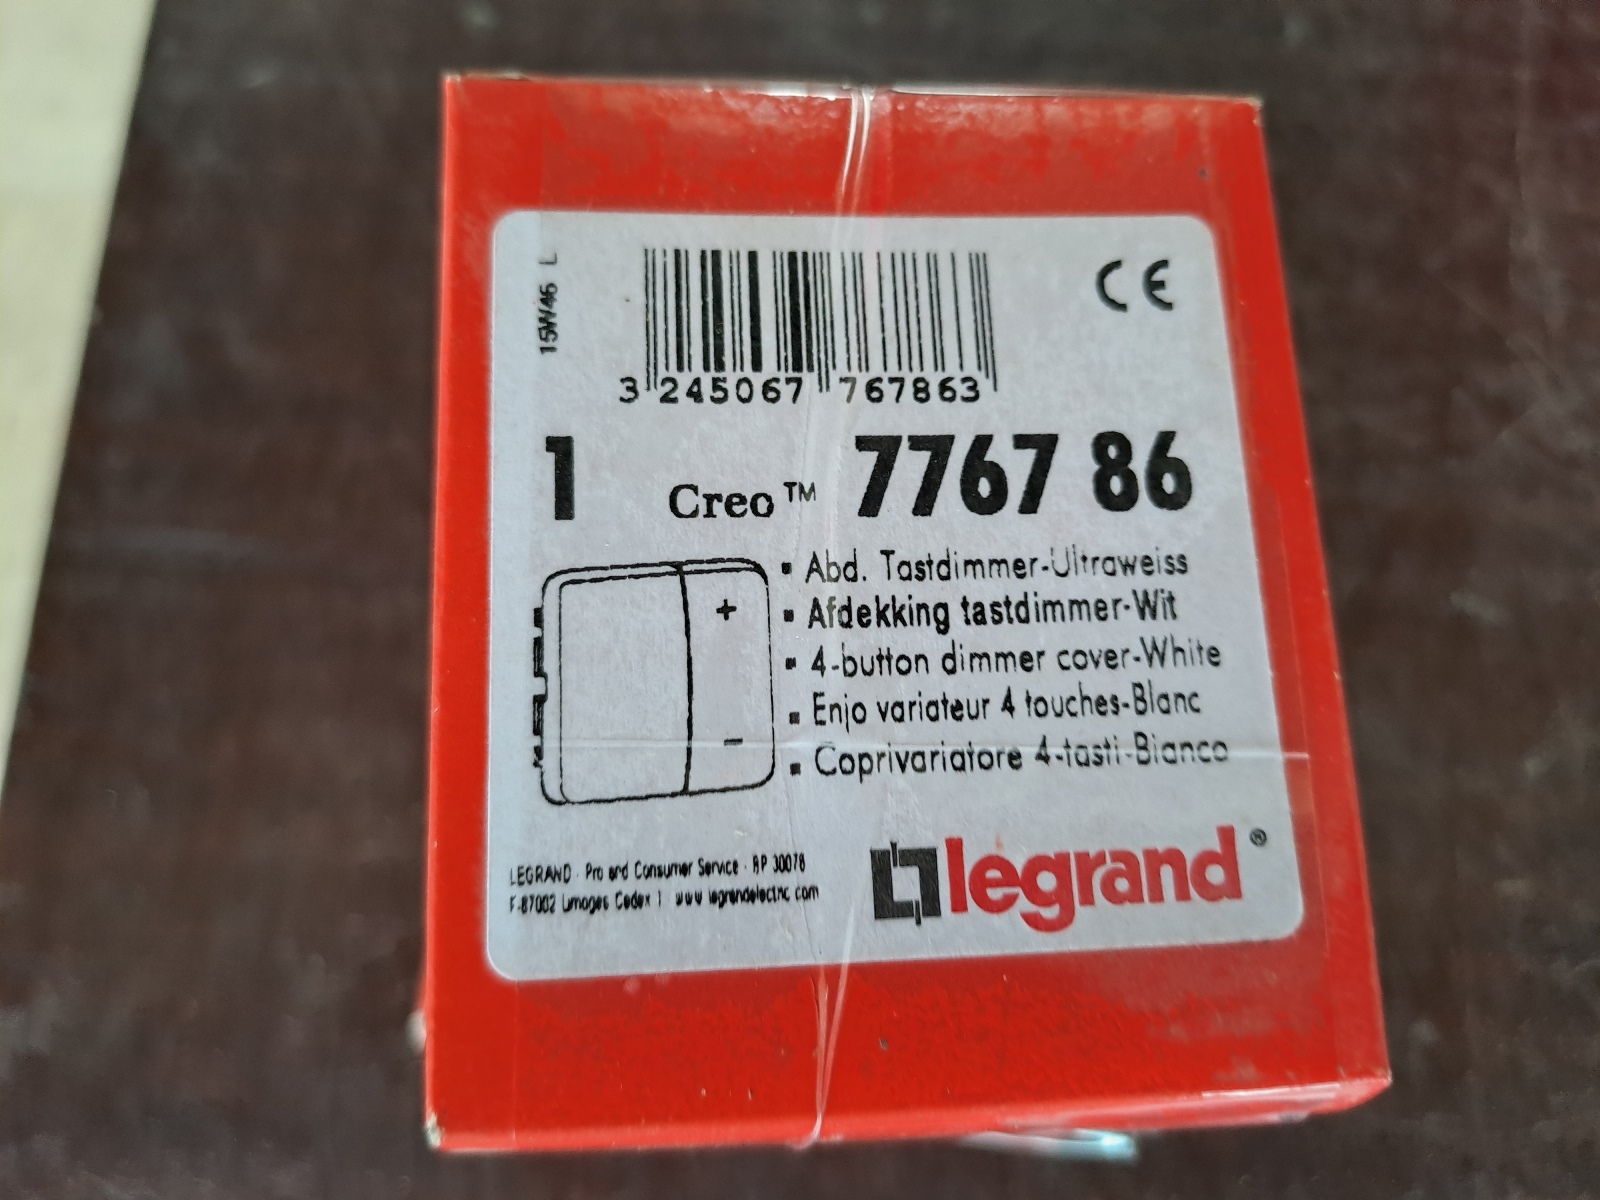 15W46 L
3 245067 767863
CE
1 Creo™ 7767 86
+
-
▪ Abd. Tastdimmer-Ultraweiss
▪ Afdekking tastdimmer-Wit
▪ 4-button dimmer cover-White
▪ Enjo variateur 4 touches-Blanc
▪ Coprivariatore 4-tasti-Bianco
LEGRAND - Pro and Consumer Service - BP 30076
F-87002 Limoges Cedex 1 www legrandelectric com
legrand®